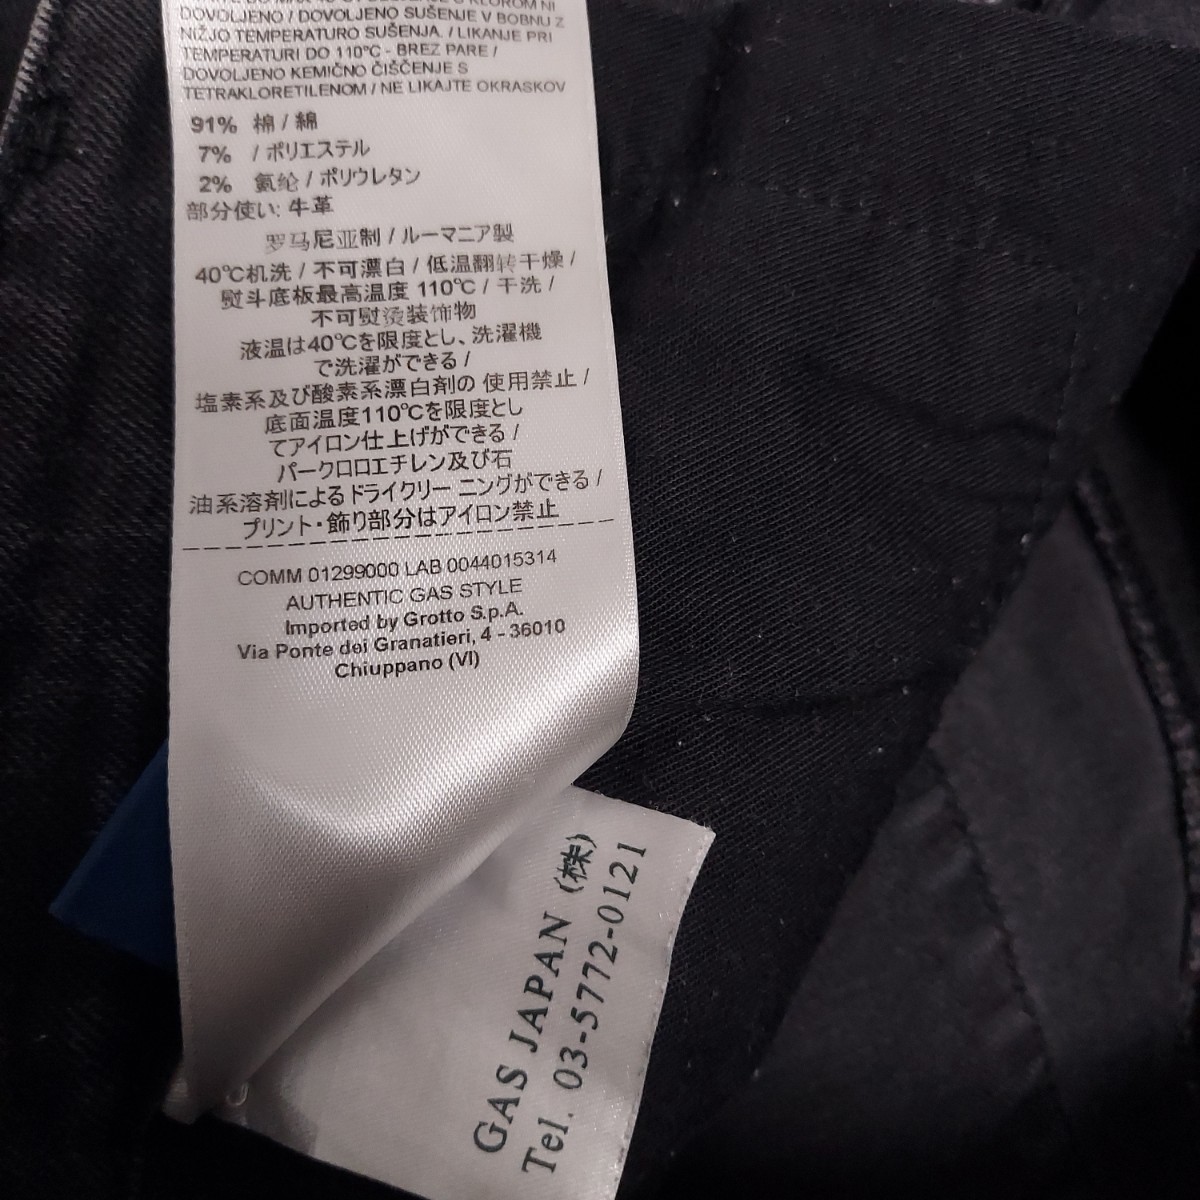 DOVOLJENO / DOVOLJENO SUŠENJE V BOBNU Z
NIŽJO TEMPERATURO SUŠENJA. / LIKANJE PRI
TEMPERATURI DO 110°C - BREZ PARE /
DOVOLJENO KEMIČNO ČIŠČENJE S
TETRAKLORETILENOM / NE LIKAJTE OKRASKOV
91% 棉 / 綿
7% / ポリエステル
2% 氨纶 / ポリウレタン
部分使い: 牛革
罗马尼亚制 / ルーマニア製
40℃机洗 / 不可漂白 / 低温翻转干燥 /
熨斗底板最高温度 110℃ / 干洗 /
不可熨烫装饰物
液温は40℃を限度とし、洗濯機
で洗濯ができる /
塩素系及び酸素系漂白剤の 使用禁止 /
底面温度110℃を限度とし
てアイロン仕上げができる /
パークロロエチレン及び石
油系溶剤によるドライクリー ニングができる /
プリント・飾り部分はアイロン禁止
COMM 01299000 LAB 0044015314
AUTHENTIC GAS STYLE
Imported by Grotto S.p.A.
Via Ponte dei Granatieri, 4 - 36010
Chiuppano (VI)
GAS JAPAN (株)
Tel. 03-5772-0121